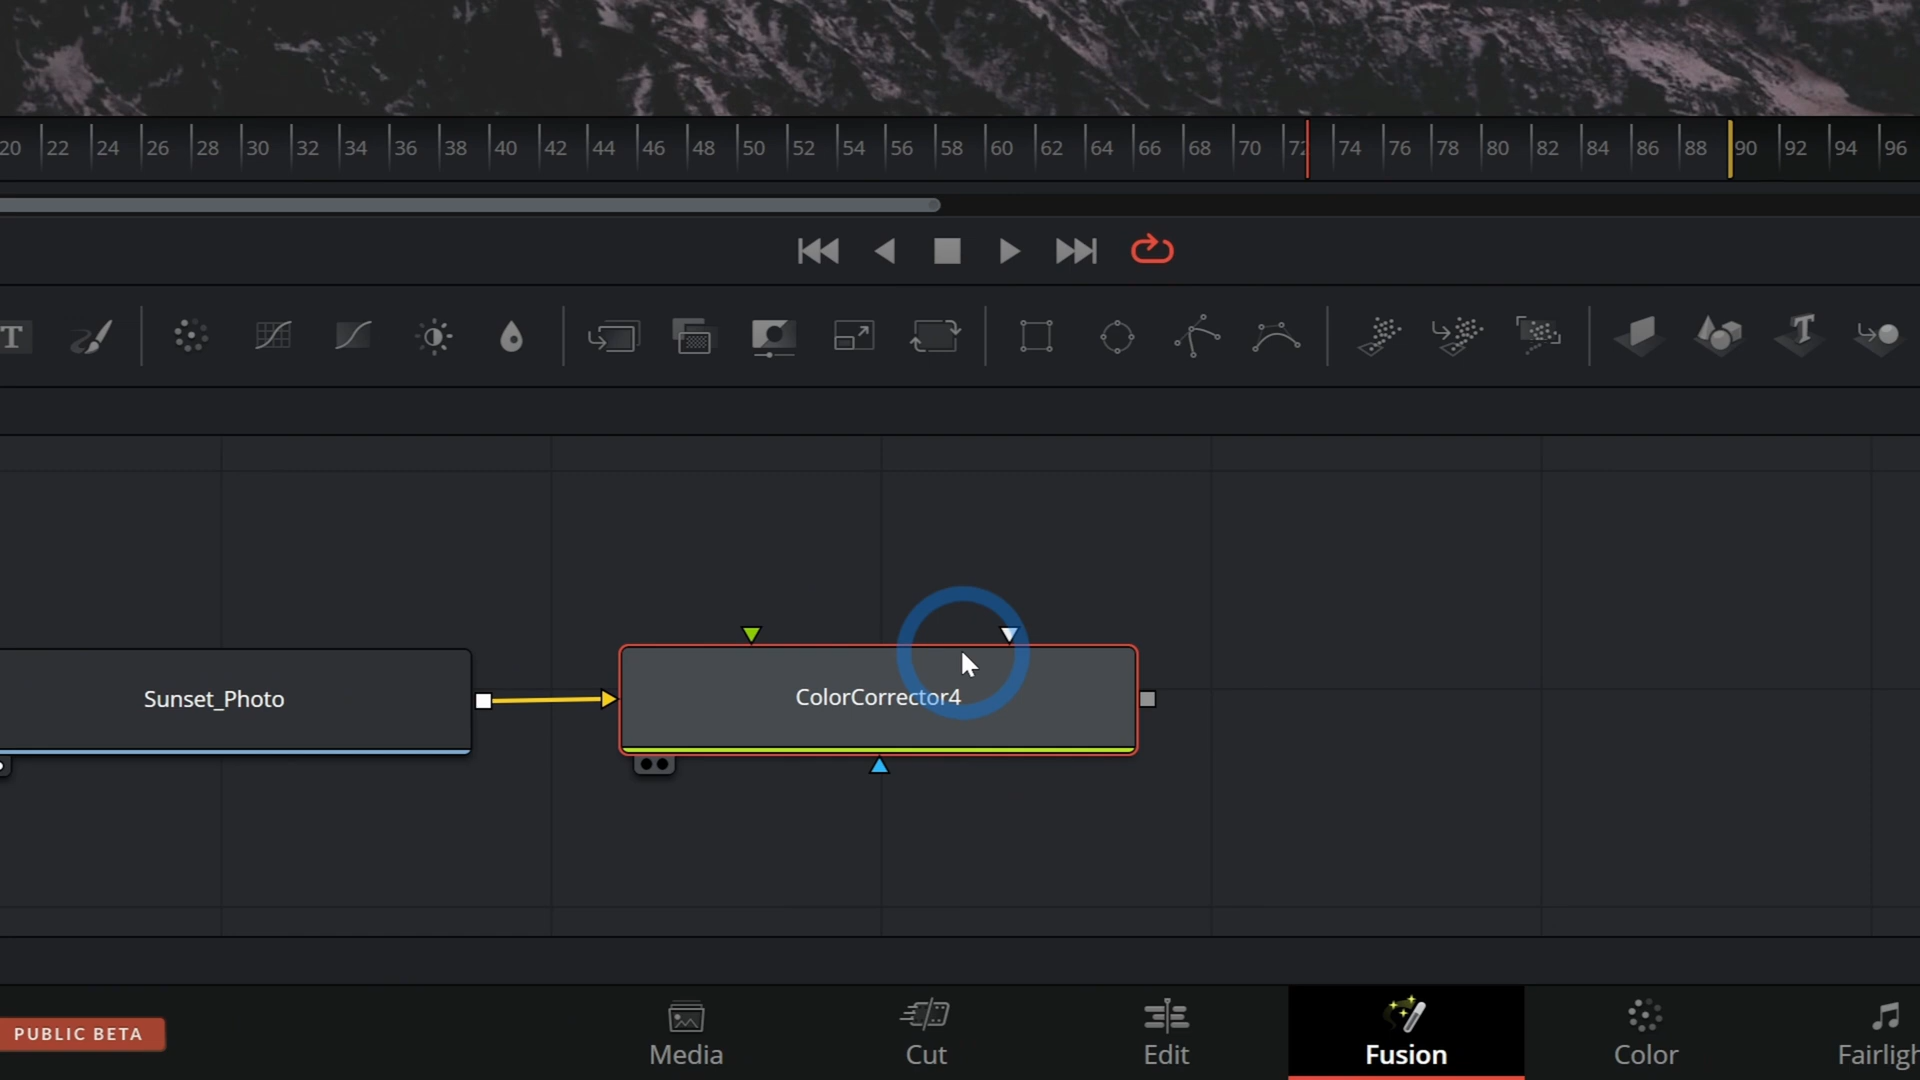 20 22 24 26 28 30 32 34 36 38 40 42 44 46 48 50 52 54 56 58 60 62 64 66 68 70 72 74 76 78 80 82 84 86 88 90 92 94 96
T
Sunset_Photo
ColorCorrector4
PUBLIC BETA
Media
Cut
Edit
Fusion
Color
Fairligh